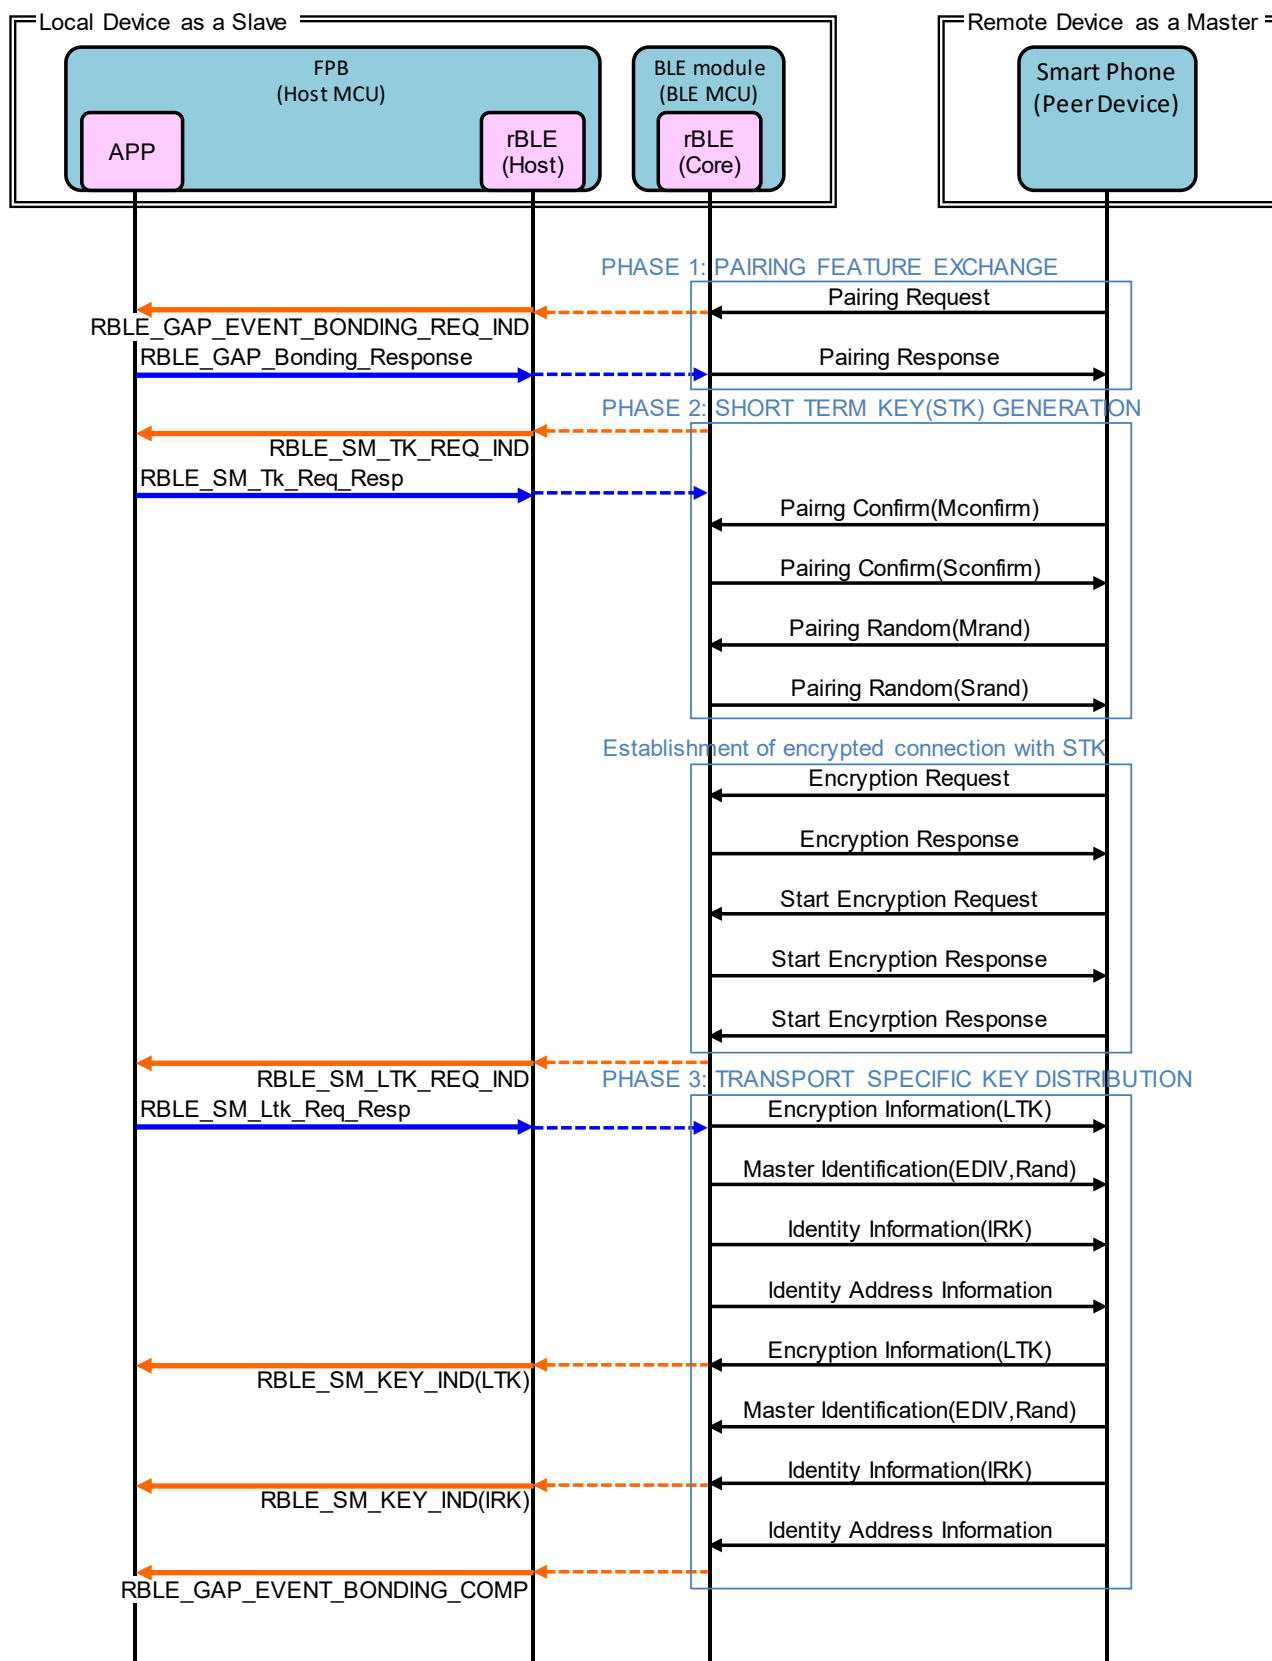 Local Device as a Slave
Remote Device as a Master
FPB
(Host MCU)
BLE module
(BLE MCU)
Smart Phone
(Peer Device)
APP
rBLE
(Host)
rBLE
(Core)
PHASE 1: PAIRING FEATURE EXCHANGE
Pairing Request
RBLE_GAP_EVENT_BONDING_REQ_IND
RBLE_GAP_Bonding_Response
Pairing Response
PHASE 2: SHORT TERM KEY(STK) GENERATION
RBLE_SM_TK_REQ_IND
RBLE_SM_Tk_Req_Resp
Pairng Confirm(Mconfirm)
Pairing Confirm(Sconfirm)
Pairing Random(Mrand)
Pairing Random(Srand)
Establishment of encrypted connection with STK
Encryption Request
Encryption Response
Start Encryption Request
Start Encryption Response
Start Encyrption Response
RBLE_SM_LTK_REQ_IND
PHASE 3: TRANSPORT SPECIFIC KEY DISTRIBUTION
RBLE_SM_Ltk_Req_Resp
Encryption Information(LTK)
Master Identification(EDIV,Rand)
Identity Information(IRK)
Identity Address Information
Encryption Information(LTK)
RBLE_SM_KEY_IND(LTK)
Master Identification(EDIV,Rand)
Identity Information(IRK)
RBLE_SM_KEY_IND(IRK)
Identity Address Information
RBLE_GAP_EVENT_BONDING_COMP